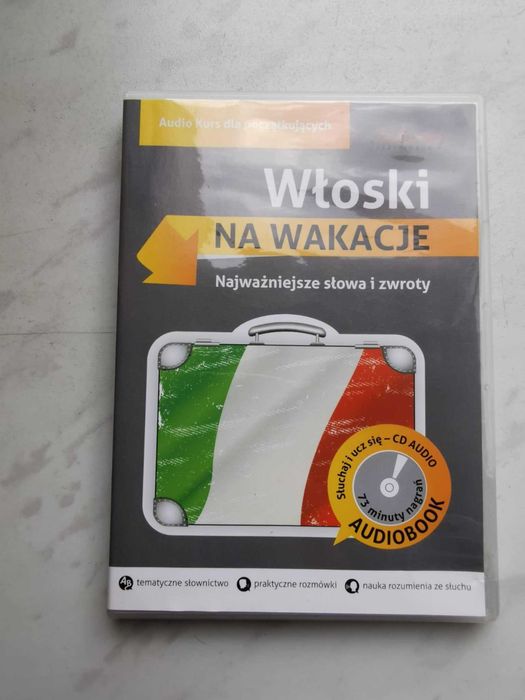 Audio Kurs dla początkujących
Włoski
NA WAKACJE
Najważniejsze słowa i zwroty
Słuchaj i ucz się – CD AUDIO
73 minuty nagrań
AUDIOBOOK
AB tematyczne słownictwo praktyczne rozmówki nauka rozumienia ze słuchu